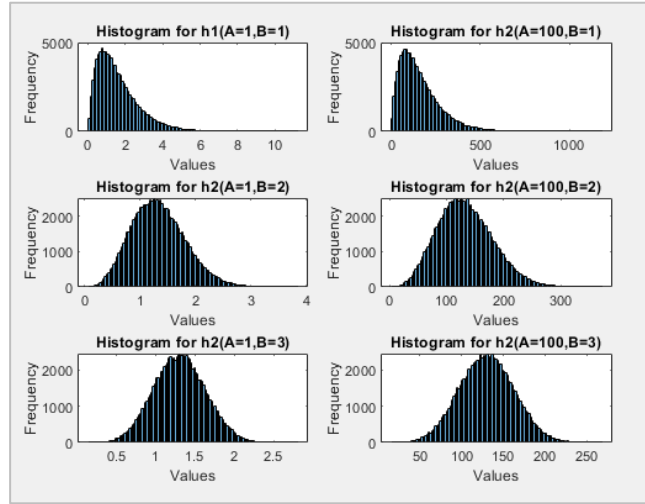 Histogram for h1(A=1,B=1)
5000
0
Frequency
0 2 4 6 8 10
Values
Histogram for h2(A=100,B=1)
5000
0
Frequency
0 500 1000
Values
Histogram for h2(A=1,B=2)
2000
1000
0
Frequency
0 1 2 3 4
Values
Histogram for h2(A=100,B=2)
2000
1000
0
Frequency
0 100 200 300
Values
Histogram for h2(A=1,B=3)
2000
1000
0
Frequency
0.5 1 1.5 2 2.5
Values
Histogram for h2(A=100,B=3)
2000
1000
0
Frequency
50 100 150 200 250
Values